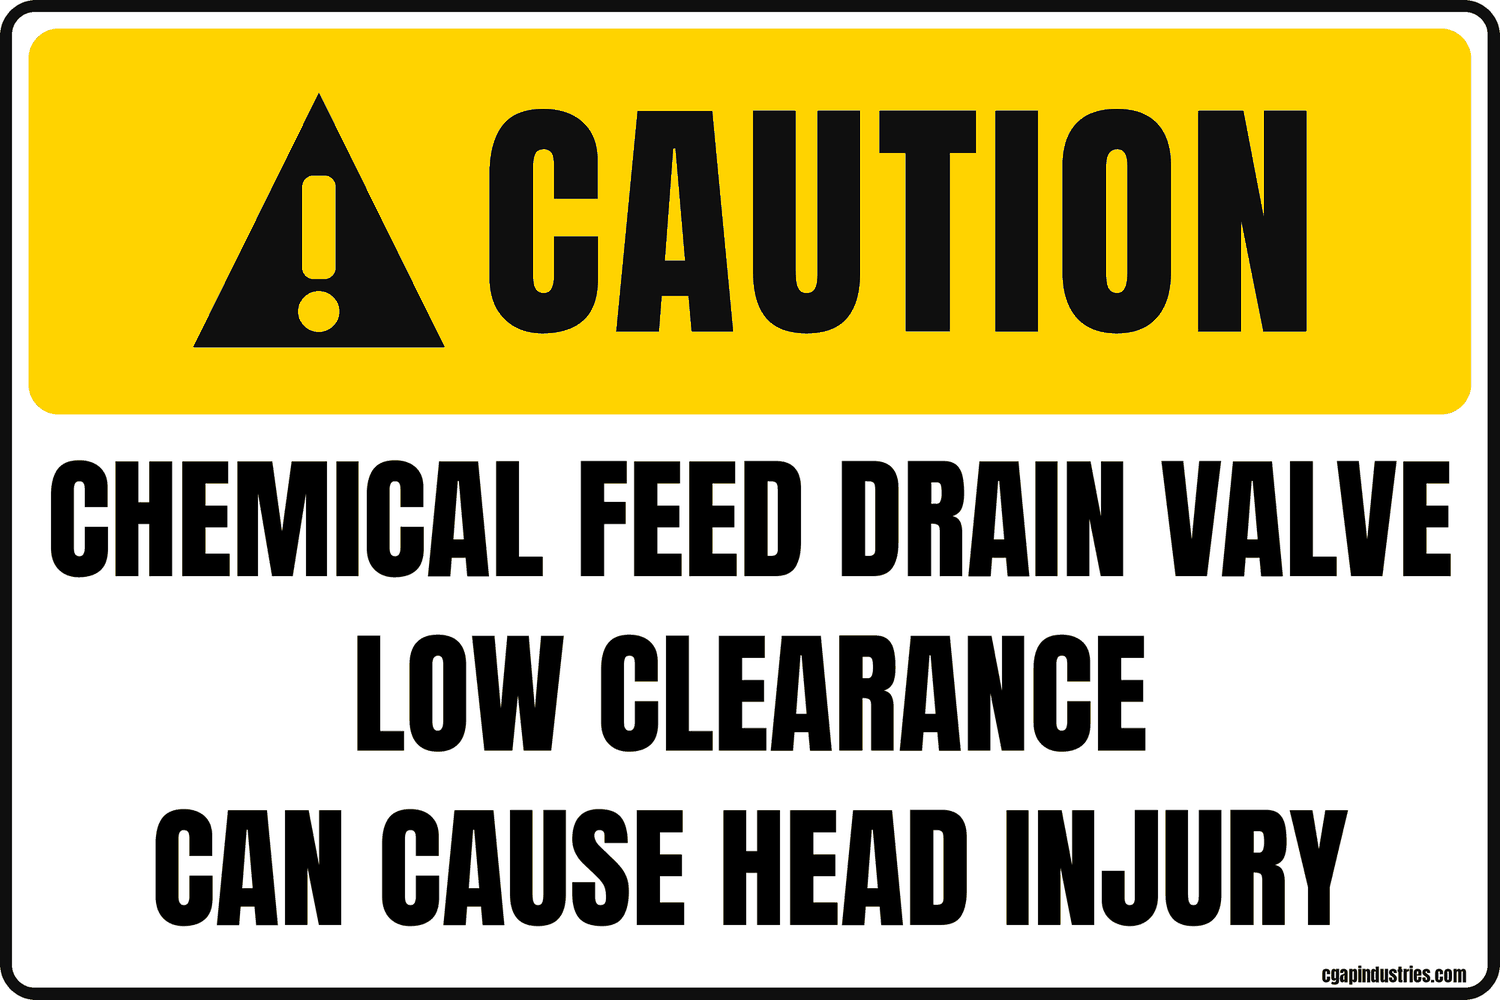 CAUTION
CHEMICAL FEED DRAIN VALVE
LOW CLEARANCE
CAN CAUSE HEAD INJURY
cgapindustries.com